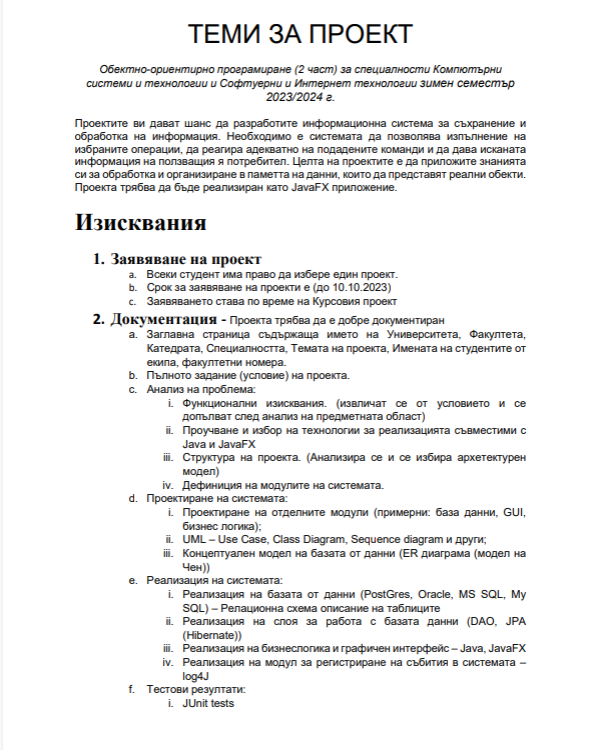 ТЕМИ ЗА ПРОЕКТ
Обектно-ориентирно програмиране (2 част) за специалности Компютърни
системи и технологии и Софтуерни и Интернет технологии зимен семестър
2023/2024 г.
Проектите ви дават шанс да разработите информационна система за съхранение и
обработка на информация. Необходимо е системата да позволява изпълнение на
избраните операции, да реагира адекватно на подадените команди и да дава исканата
информация на ползващия я потребител. Целта на проектите е да приложите знанията
си за обработка и организиране в паметта на данни, които да представят реални обекти.
Проекта трябва да бъде реализиран като JavaFX приложение.
Изисквания
1. Заявяване на проект
a. Всеки студент има право да избере един проект.
b. Срок за заявяване на проекти е (до 10.10.2023)
c. Заявяването става по време на Курсовия проект
2. Документация - Проекта трябва да е добре документиран
a. Заглавна страница съдържаща името на Университета, Факултета,
Катедрата, Специалността, Темата на проекта, Имената на студентите от
екипа, факултетни номера.
b. Пълното задание (условие) на проекта.
c. Анализ на проблема:
i. Функционални изисквания. (извличат се от условието и се
допълват след анализ на предметната област)
ii. Проучване и избор на технологии за реализацията съвместими с
Java и JavaFX
iii. Структура на проекта. (Анализира се и се избира архетектурен
модел)
iv. Дефиниция на модулите на системата.
d. Проектиране на системата:
i. Проектиране на отделните модули (примерни: база данни, GUI,
бизнес логика);
ii. UML – Use Case, Class Diagram, Sequence diagram и други;
iii. Концептуален модел на базата от данни (ER диаграма (модел на
Чен))
e. Реализация на системата:
i. Реализация на базата от данни (PostGres, Oracle, MS SQL, My
SQL) – Релационна схема описание на таблиците
ii. Реализация на слоя за работа с базата данни (DAO, JPA
(Hibernate))
iii. Реализация на бизнеслогика и графичен интерфейс – Java, JavaFX
iv. Реализация на модул за регистриране на събития в системата –
log4J
f. Тестови резултати:
i. JUnit tests